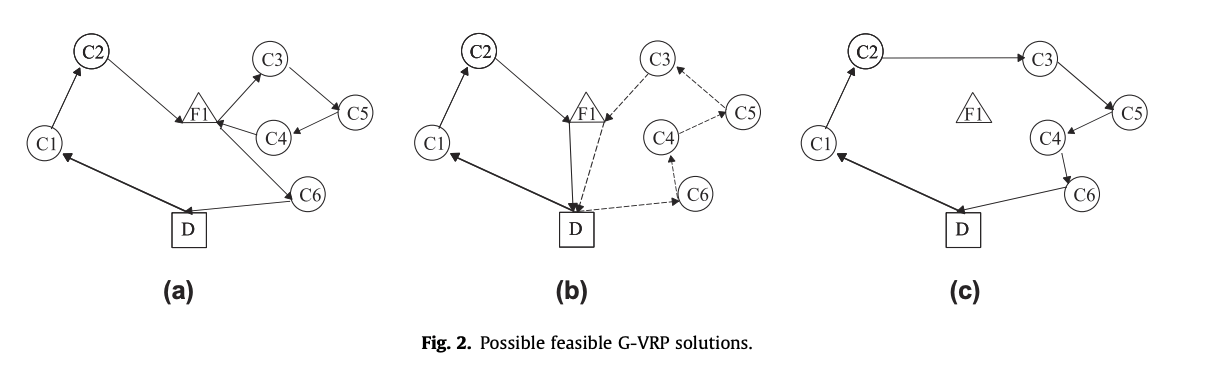 C2 C3 C2 C3 C2 C3
F1 C5 F1 C5 F1 C5
C1 C4 C1 C4 C1 C4
C6 C6 C6
D D D
(a) (b) (c)
Fig. 2. Possible feasible G-VRP solutions.